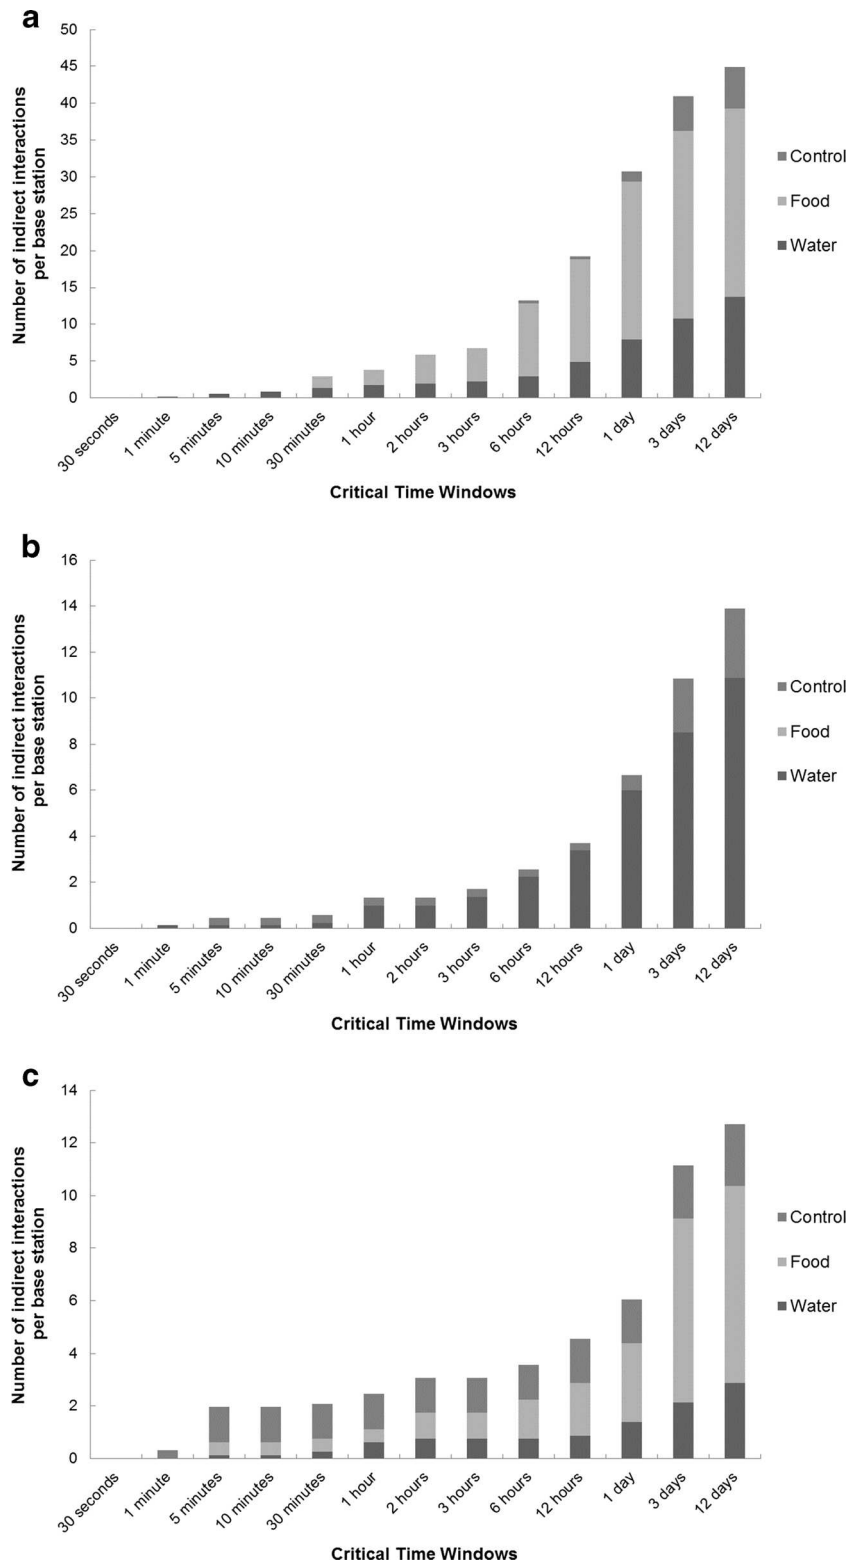 a
Number of indirect interactions
per base station
50
45
40
35
30
25
20
15
10
5
0
30 seconds
1 minute
5 minutes
10 minutes
30 minutes
1 hour
2 hours
3 hours
6 hours
12 hours
1 day
3 days
12 days
Critical Time Windows
Control
Food
Water
b
Number of indirect interactions
per base station
16
14
12
10
8
6
4
2
0
30 seconds
1 minute
5 minutes
10 minutes
30 minutes
1 hour
2 hours
3 hours
6 hours
12 hours
1 day
3 days
12 days
Critical Time Windows
Control
Food
Water
c
Number of indirect interactions
per base station
14
12
10
8
6
4
2
0
30 seconds
1 minute
5 minutes
10 minutes
30 minutes
1 hour
2 hours
3 hours
6 hours
12 hours
1 day
3 days
12 days
Critical Time Windows
Control
Food
Water